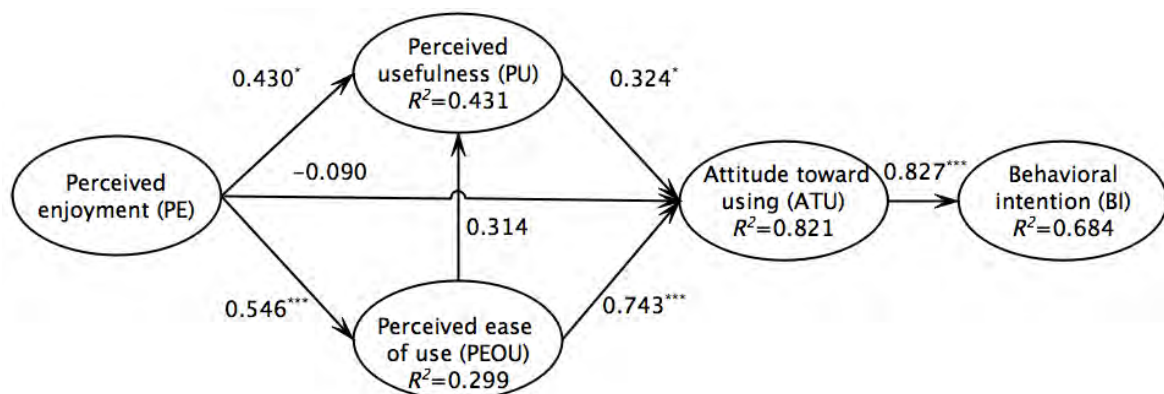 Perceived
usefulness (PU)
R²=0.431
0.430*
0.324*
Perceived
enjoyment (PE)
−0.090
Attitude toward
using (ATU)
R²=0.821
0.827***
Behavioral
intention (BI)
R²=0.684
0.314
0.546***
0.743***
Perceived ease
of use (PEOU)
R²=0.299